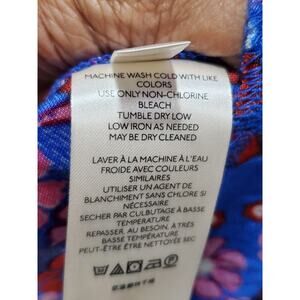 MACHINE WASH COLD WITH LIKE
COLORS
USE ONLY NON-CHLORINE
BLEACH
TUMBLE DRY LOW
LOW IRON AS NEEDED
MAY BE DRY CLEANED
LAVER À LA MACHINE À L'EAU
FROIDE AVEC COULEURS
SIMILAIRES
UTILISER UN AGENT DE
BLANCHIMENT SANS CHLORE SI
NÉCESSAIRE
SECHER PAR CULBUTAGE À BASSE
TEMPÉRATURE
REPASSER, AU BESOIN, À TRÈS
BASSE TEMPÉRATURE
PEUT-ÊTRE ÊTRE NETTOYÉE SEC